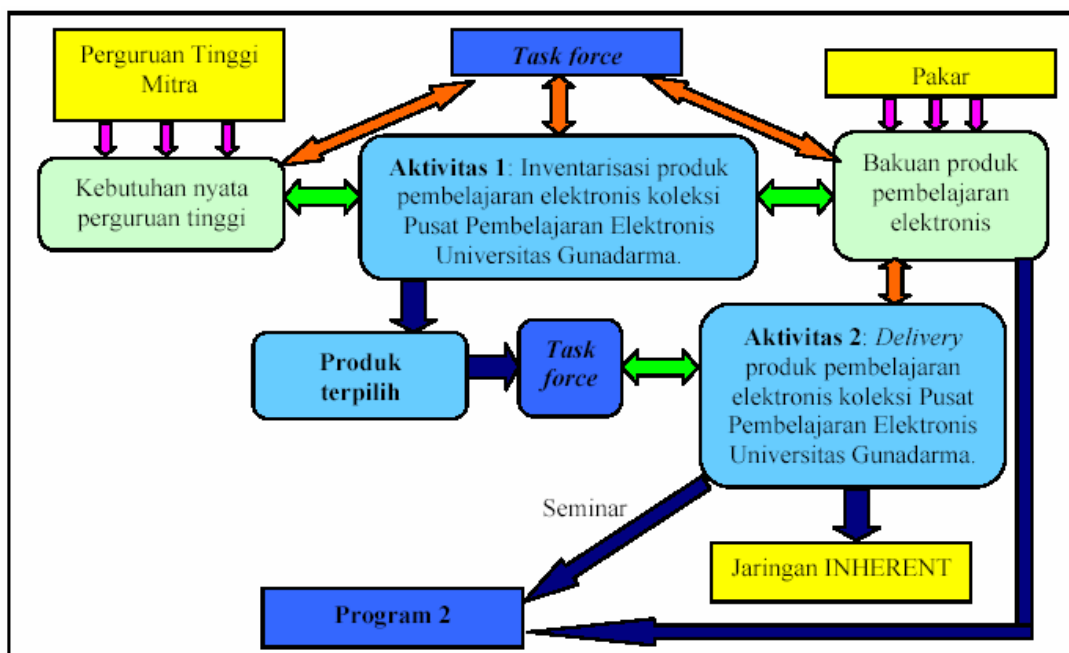 Perguruan Tinggi
Mitra
Task force
Pakar
Kebutuhan nyata
perguruan tinggi
Aktivitas 1: Inventarisasi produk
pembelajaran elektronis koleksi
Pusat Pembelajaran Elektronis
Universitas Gunadarma.
Bakuan produk
pembelajaran
elektronis
Produk
terpilih
Task
force
Aktivitas 2: Delivery
produk pembelajaran
elektronis koleksi Pusat
Pembelajaran Elektronis
Universitas Gunadarma.
Seminar
Jaringan INHERENT
Program 2